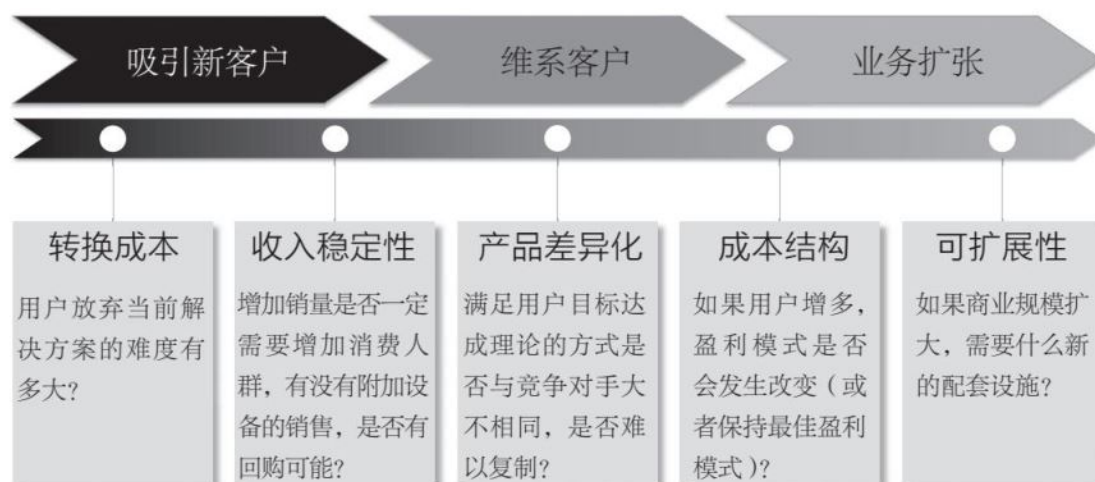 吸引新客户
维系客户
业务扩张
转换成本
用户放弃当前解
决方案的难度有
多大?
收入稳定性
增加销量是否一定
需要增加消费人
群，有没有附加设
备的销售，是否有
回购可能?
产品差异化
满足用户目标达
成理论的方式是
否与竞争对手大
不相同，是否难
以复制?
成本结构
如果用户增多，
盈利模式是否
会发生改变（或
者保持最佳盈利
模式）?
可扩展性
如果商业规模扩
大，需要什么新
的配套设施?